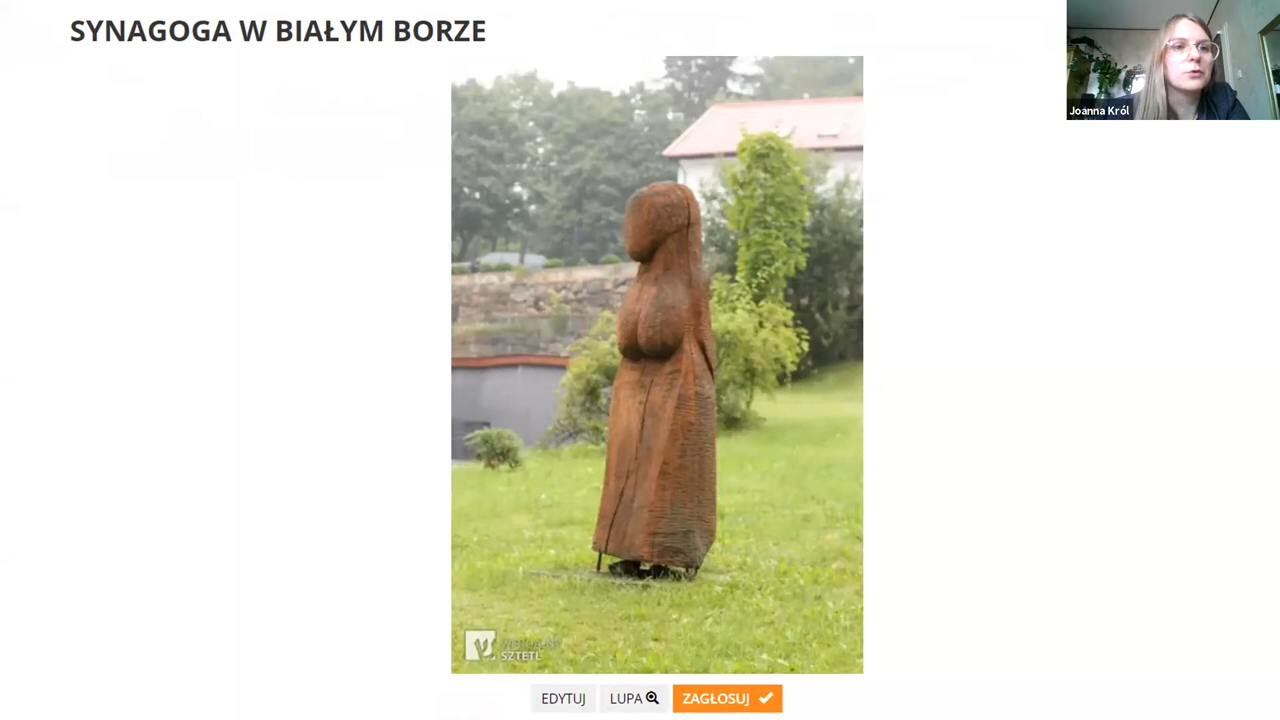 SYNAGOGA W BIAŁYM BORZE
Joanna Król
WIRTUALNY
SZTETL
EDYTUJ
LUPA
ZAGŁOSUJ